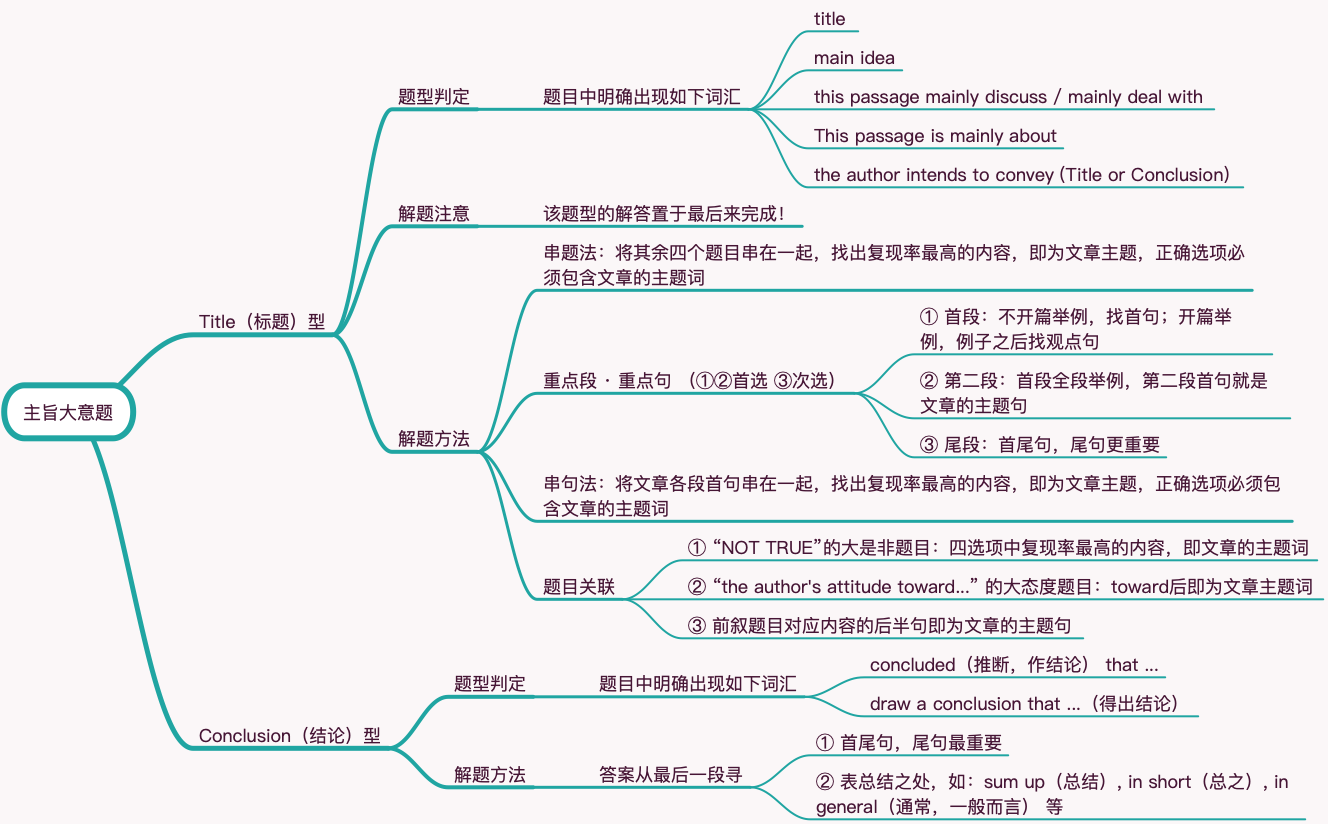 主旨大意题
Title（标题）型
题型判定
题目中明确出现如下词汇
title
main idea
this passage mainly discuss / mainly deal with
This passage is mainly about
the author intends to convey (Title or Conclusion)
解题注意
该题型的解答置于最后来完成！
解题方法
串题法：将其余四个题目串在一起，找出复现率最高的内容，即为文章主题，正确选项必
须包含文章的主题词
重点段 · 重点句 （①②首选 ③次选）
① 首段：不开篇举例，找首句；开篇举
例，例子之后找观点句
② 第二段：首段全段举例，第二段首句就是
文章的主题句
③ 尾段：首尾句，尾句更重要
串句法：将文章各段首句串在一起，找出复现率最高的内容，即为文章主题，正确选项必须包
含文章的主题词
题目关联
① “NOT TRUE”的大是非题目：四选项中复现率最高的内容，即文章的主题词
② “the author's attitude toward...” 的大态度题目：toward后即为文章主题词
③ 前叙题目对应内容的后半句即为文章的主题句
Conclusion（结论）型
题型判定
题目中明确出现如下词汇
concluded（推断，作结论） that ...
draw a conclusion that ...（得出结论）
解题方法
答案从最后一段寻
① 首尾句，尾句最重要
② 表总结之处，如：sum up（总结）, in short（总之）, in
general（通常，一般而言） 等